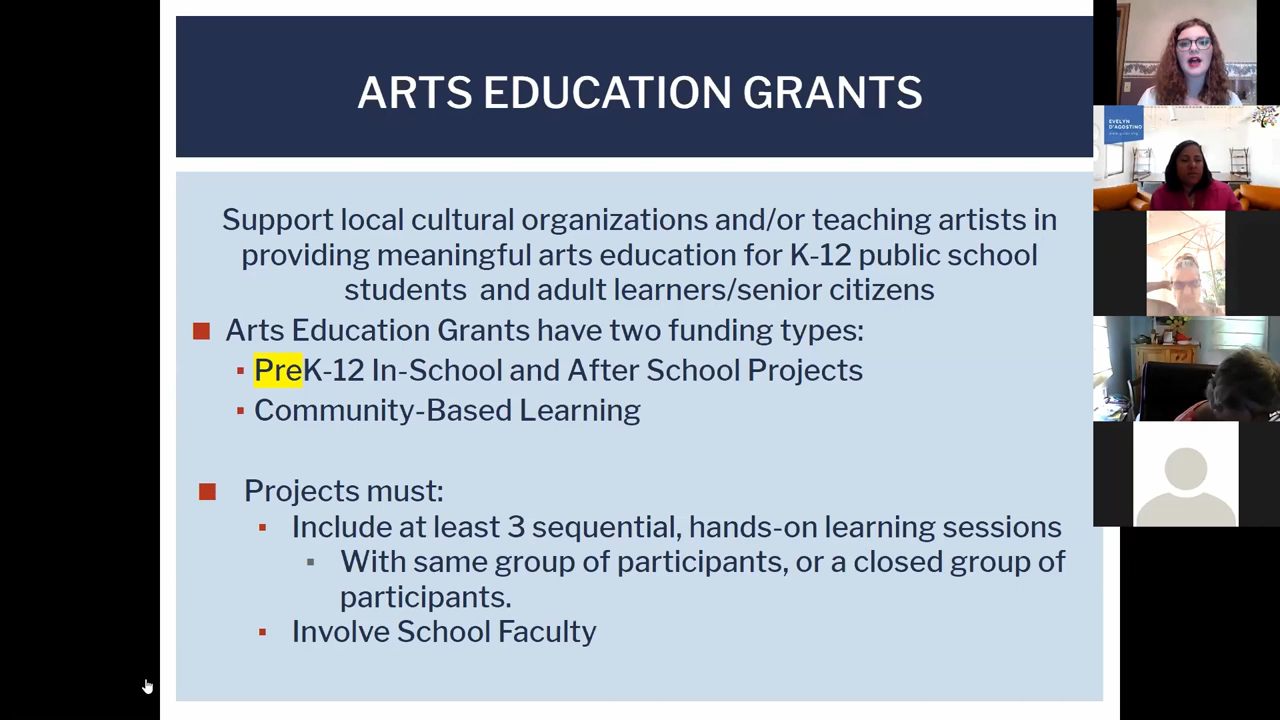 ARTS EDUCATION GRANTS
Support local cultural organizations and/or teaching artists in
providing meaningful arts education for K-12 public school
students and adult learners/senior citizens
Arts Education Grants have two funding types:
PreK-12 In-School and After School Projects
Community-Based Learning
Projects must:
Include at least 3 sequential, hands-on learning sessions
With same group of participants, or a closed group of
participants.
Involve School Faculty
EVELYN
D'AGOSTINO